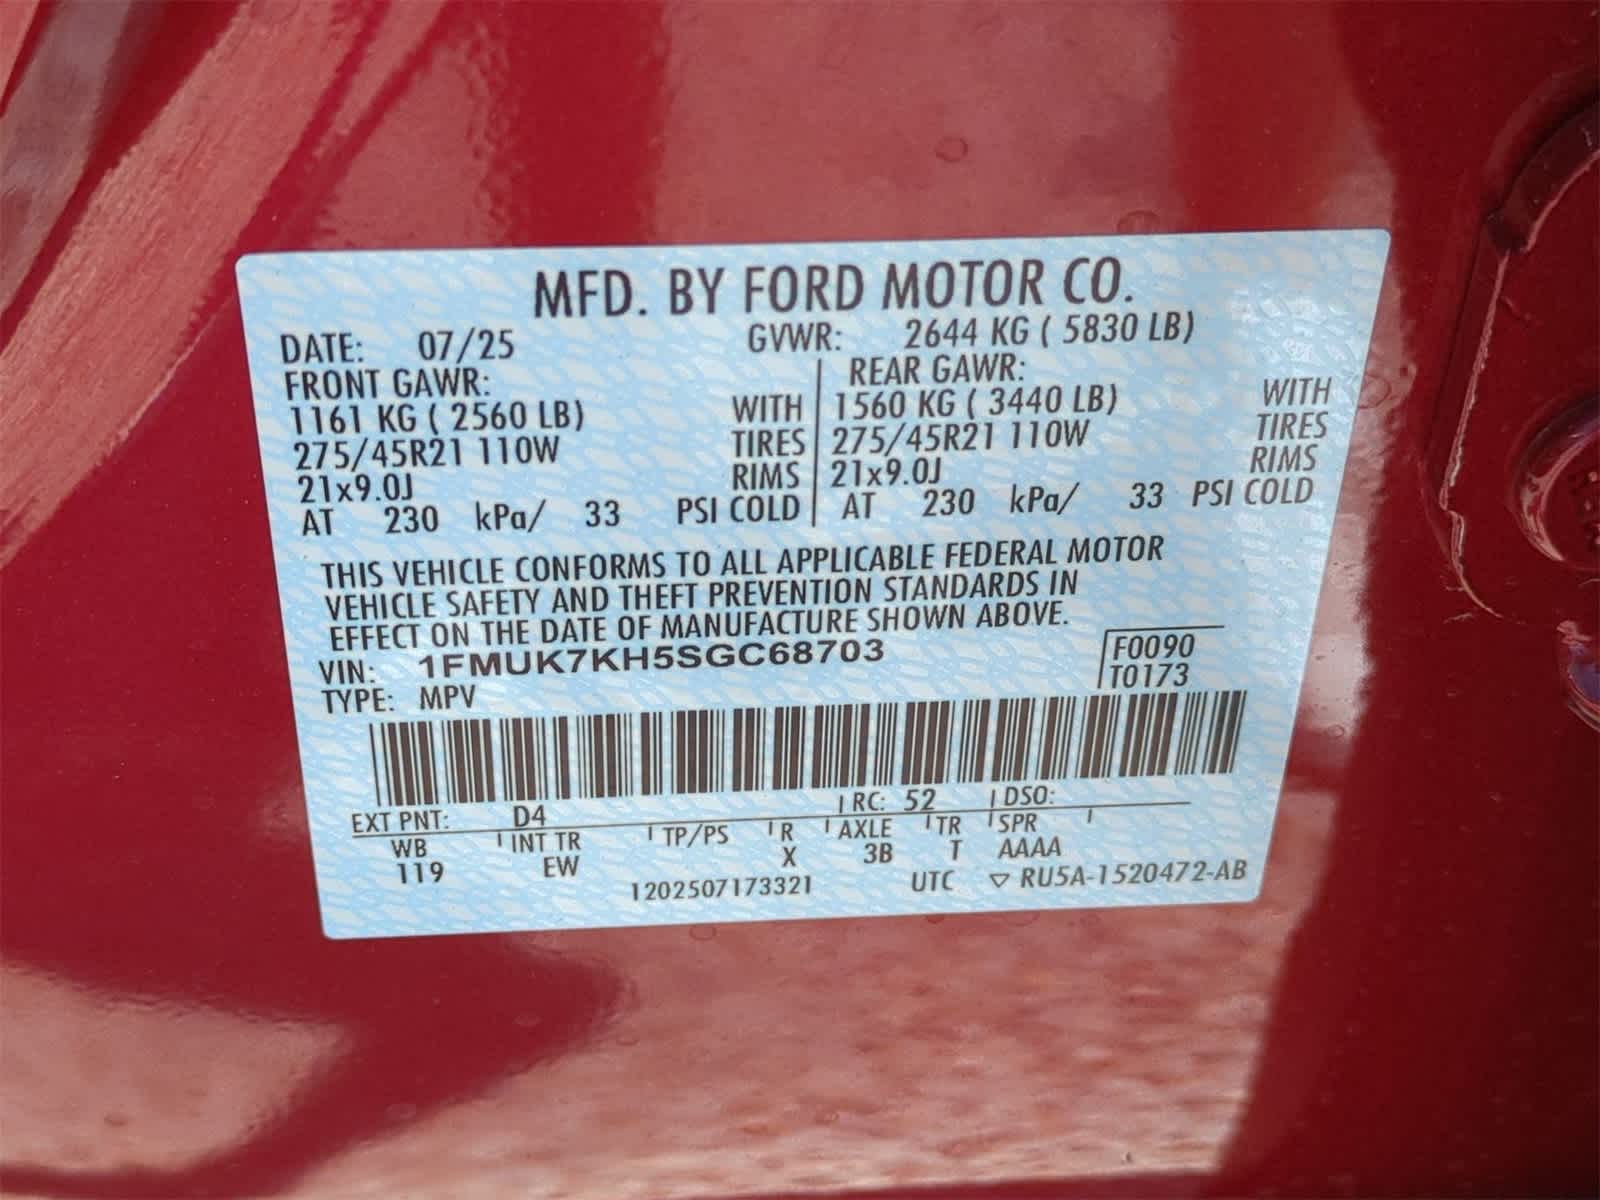 MFD. BY FORD MOTOR CO.
DATE: 07/25 GVWR: 2644 KG ( 5830 LB)
FRONT GAWR: REAR GAWR:
1161 KG ( 2560 LB) WITH 1560 KG ( 3440 LB) WITH
275/45R21 110W TIRES 275/45R21 110W TIRES
21x9.0J RIMS 21x9.0J RIMS
AT 230 kPa/ 33 PSI COLD AT 230 kPa/ 33 PSI COLD
THIS VEHICLE CONFORMS TO ALL APPLICABLE FEDERAL MOTOR
VEHICLE SAFETY AND THEFT PREVENTION STANDARDS IN
EFFECT ON THE DATE OF MANUFACTURE SHOWN ABOVE.
VIN: 1FMUK7KH5SGC68703 F0090
TYPE: MPV T0173
EXT PNT: D4 RC: 52 DSO:
WB INT TR TP/PS R AXLE TR SPR
119 EW X 3B T AAAA
1202507173321 UTC ▽ RU5A-1520472-AB